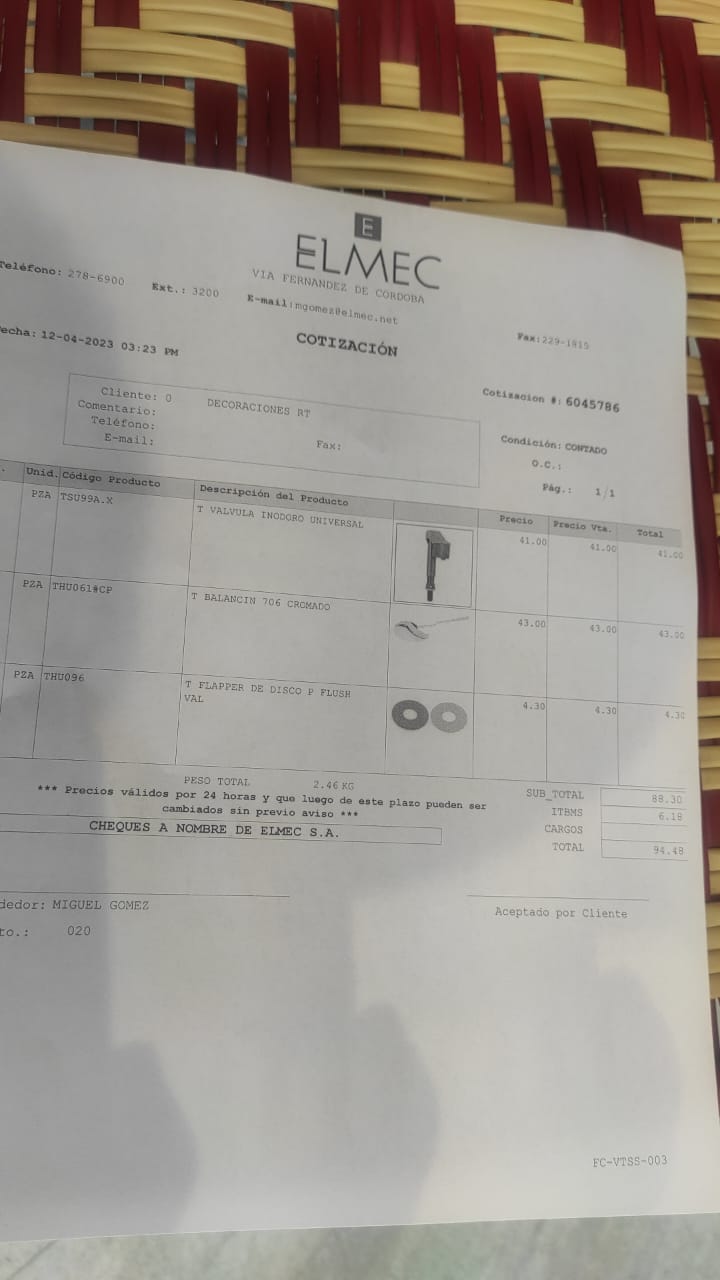 E
ELMEC
VIA FERNANDEZ DE CORDOBA
Teléfono: 278-6900 Ext.: 3200 E-mail: mgomez@elmec.net Fax: 229-1815
echa: 12-04-2023 03:23 PM COTIZACIÓN
Cotizacion #: 6045786
Cliente: 0 DECORACIONES RT
Comentario:
Teléfono:
E-mail: Fax:
Condición: CONTADO
O.C.:
Pág.: 1/1
. Unid. Código Producto Descripción del Producto Precio Precio Vta. Total
PZA TSU99A.X T VALVULA INODORO UNIVERSAL 41.00 41.00 41.00
PZA THU061#CP T BALANCIN 706 CROMADO 43.00 43.00 43.00
PZA THU096 T FLAPPER DE DISCO P FLUSH 4.30 4.30 4.30
VAL
PESO TOTAL 2.46 KG
*** Precios válidos por 24 horas y que luego de este plazo pueden ser
cambiados sin previo aviso ***
CHEQUES A NOMBRE DE ELMEC S.A.
SUB_TOTAL 88.30
ITBMS 6.18
CARGOS
TOTAL 94.48
dedor: MIGUEL GOMEZ
to.: 020
Aceptado por Cliente
FC-VTSS-003